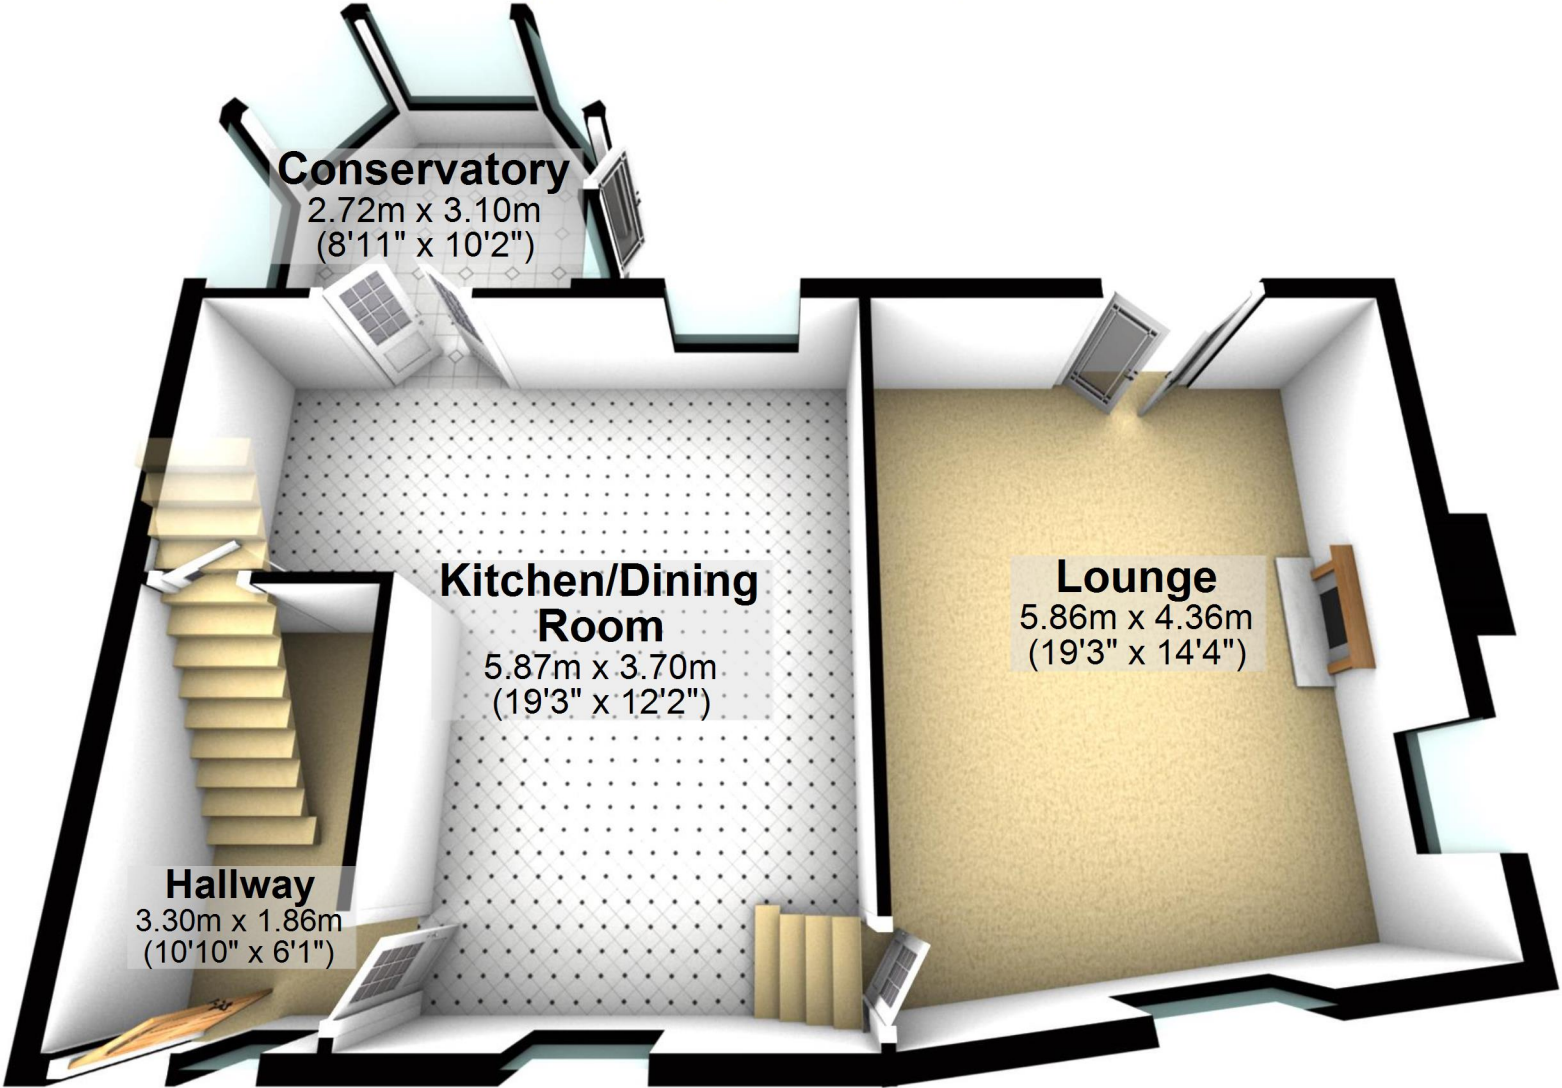 Conservatory
2.72m x 3.10m
(8'11" x 10'2")
Kitchen/Dining
Room
5.87m x 3.70m
(19'3" x 12'2")
Lounge
5.86m x 4.36m
(19'3" x 14'4")
Hallway
3.30m x 1.86m
(10'10" x 6'1")